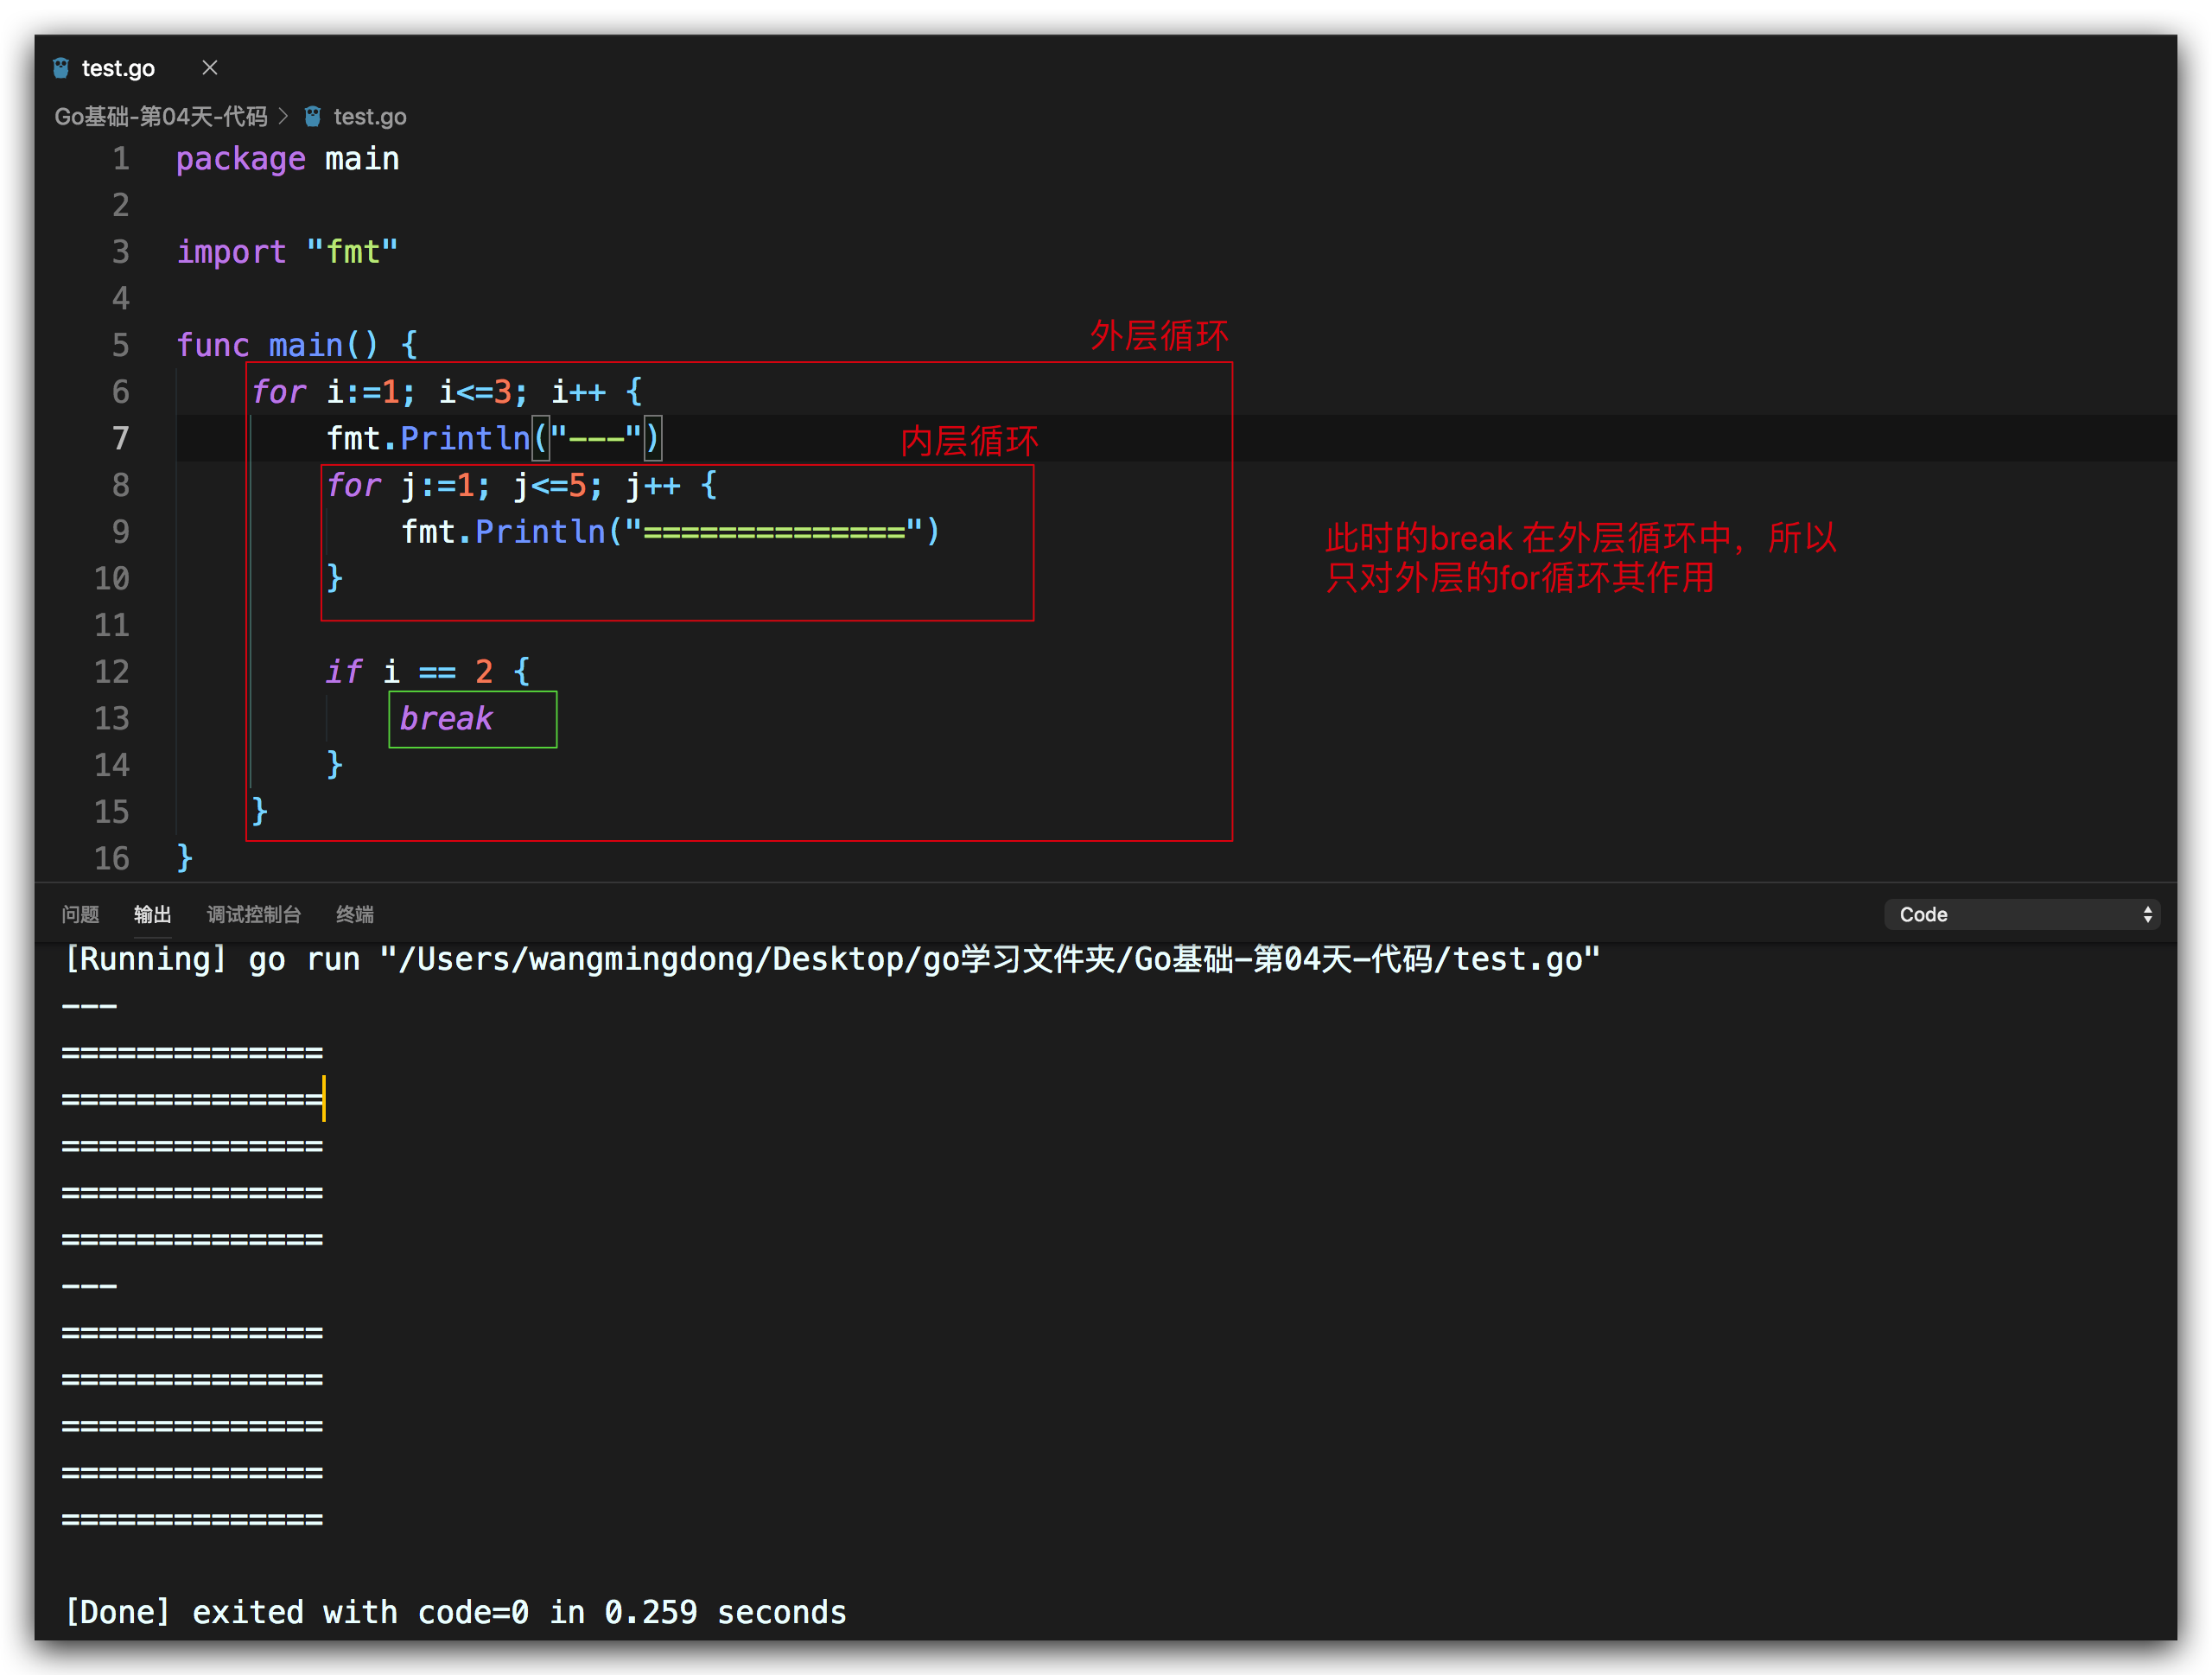 test.go
Go基础-第04天-代码 > test.go
1 package main
2
3 import "fmt"
4
外层循环
5 func main() {
6 for i:=1; i<=3; i++ {
7 fmt.Println("---")
内层循环
8 for j:=1; j<=5; j++ {
9 fmt.Println("==============")
10 }
此时的break 在外层循环中，所以
只对外层的for循环其作用
11
12 if i == 2 {
13 break
14 }
15 }
16 }
问题 输出 调试控制台 终端 Code
[Running] go run "/Users/wangmingdong/Desktop/go学习文件夹/Go基础-第04天-代码/test.go"
---
==============
==============
==============
==============
==============
---
==============
==============
==============
==============
==============
[Done] exited with code=0 in 0.259 seconds